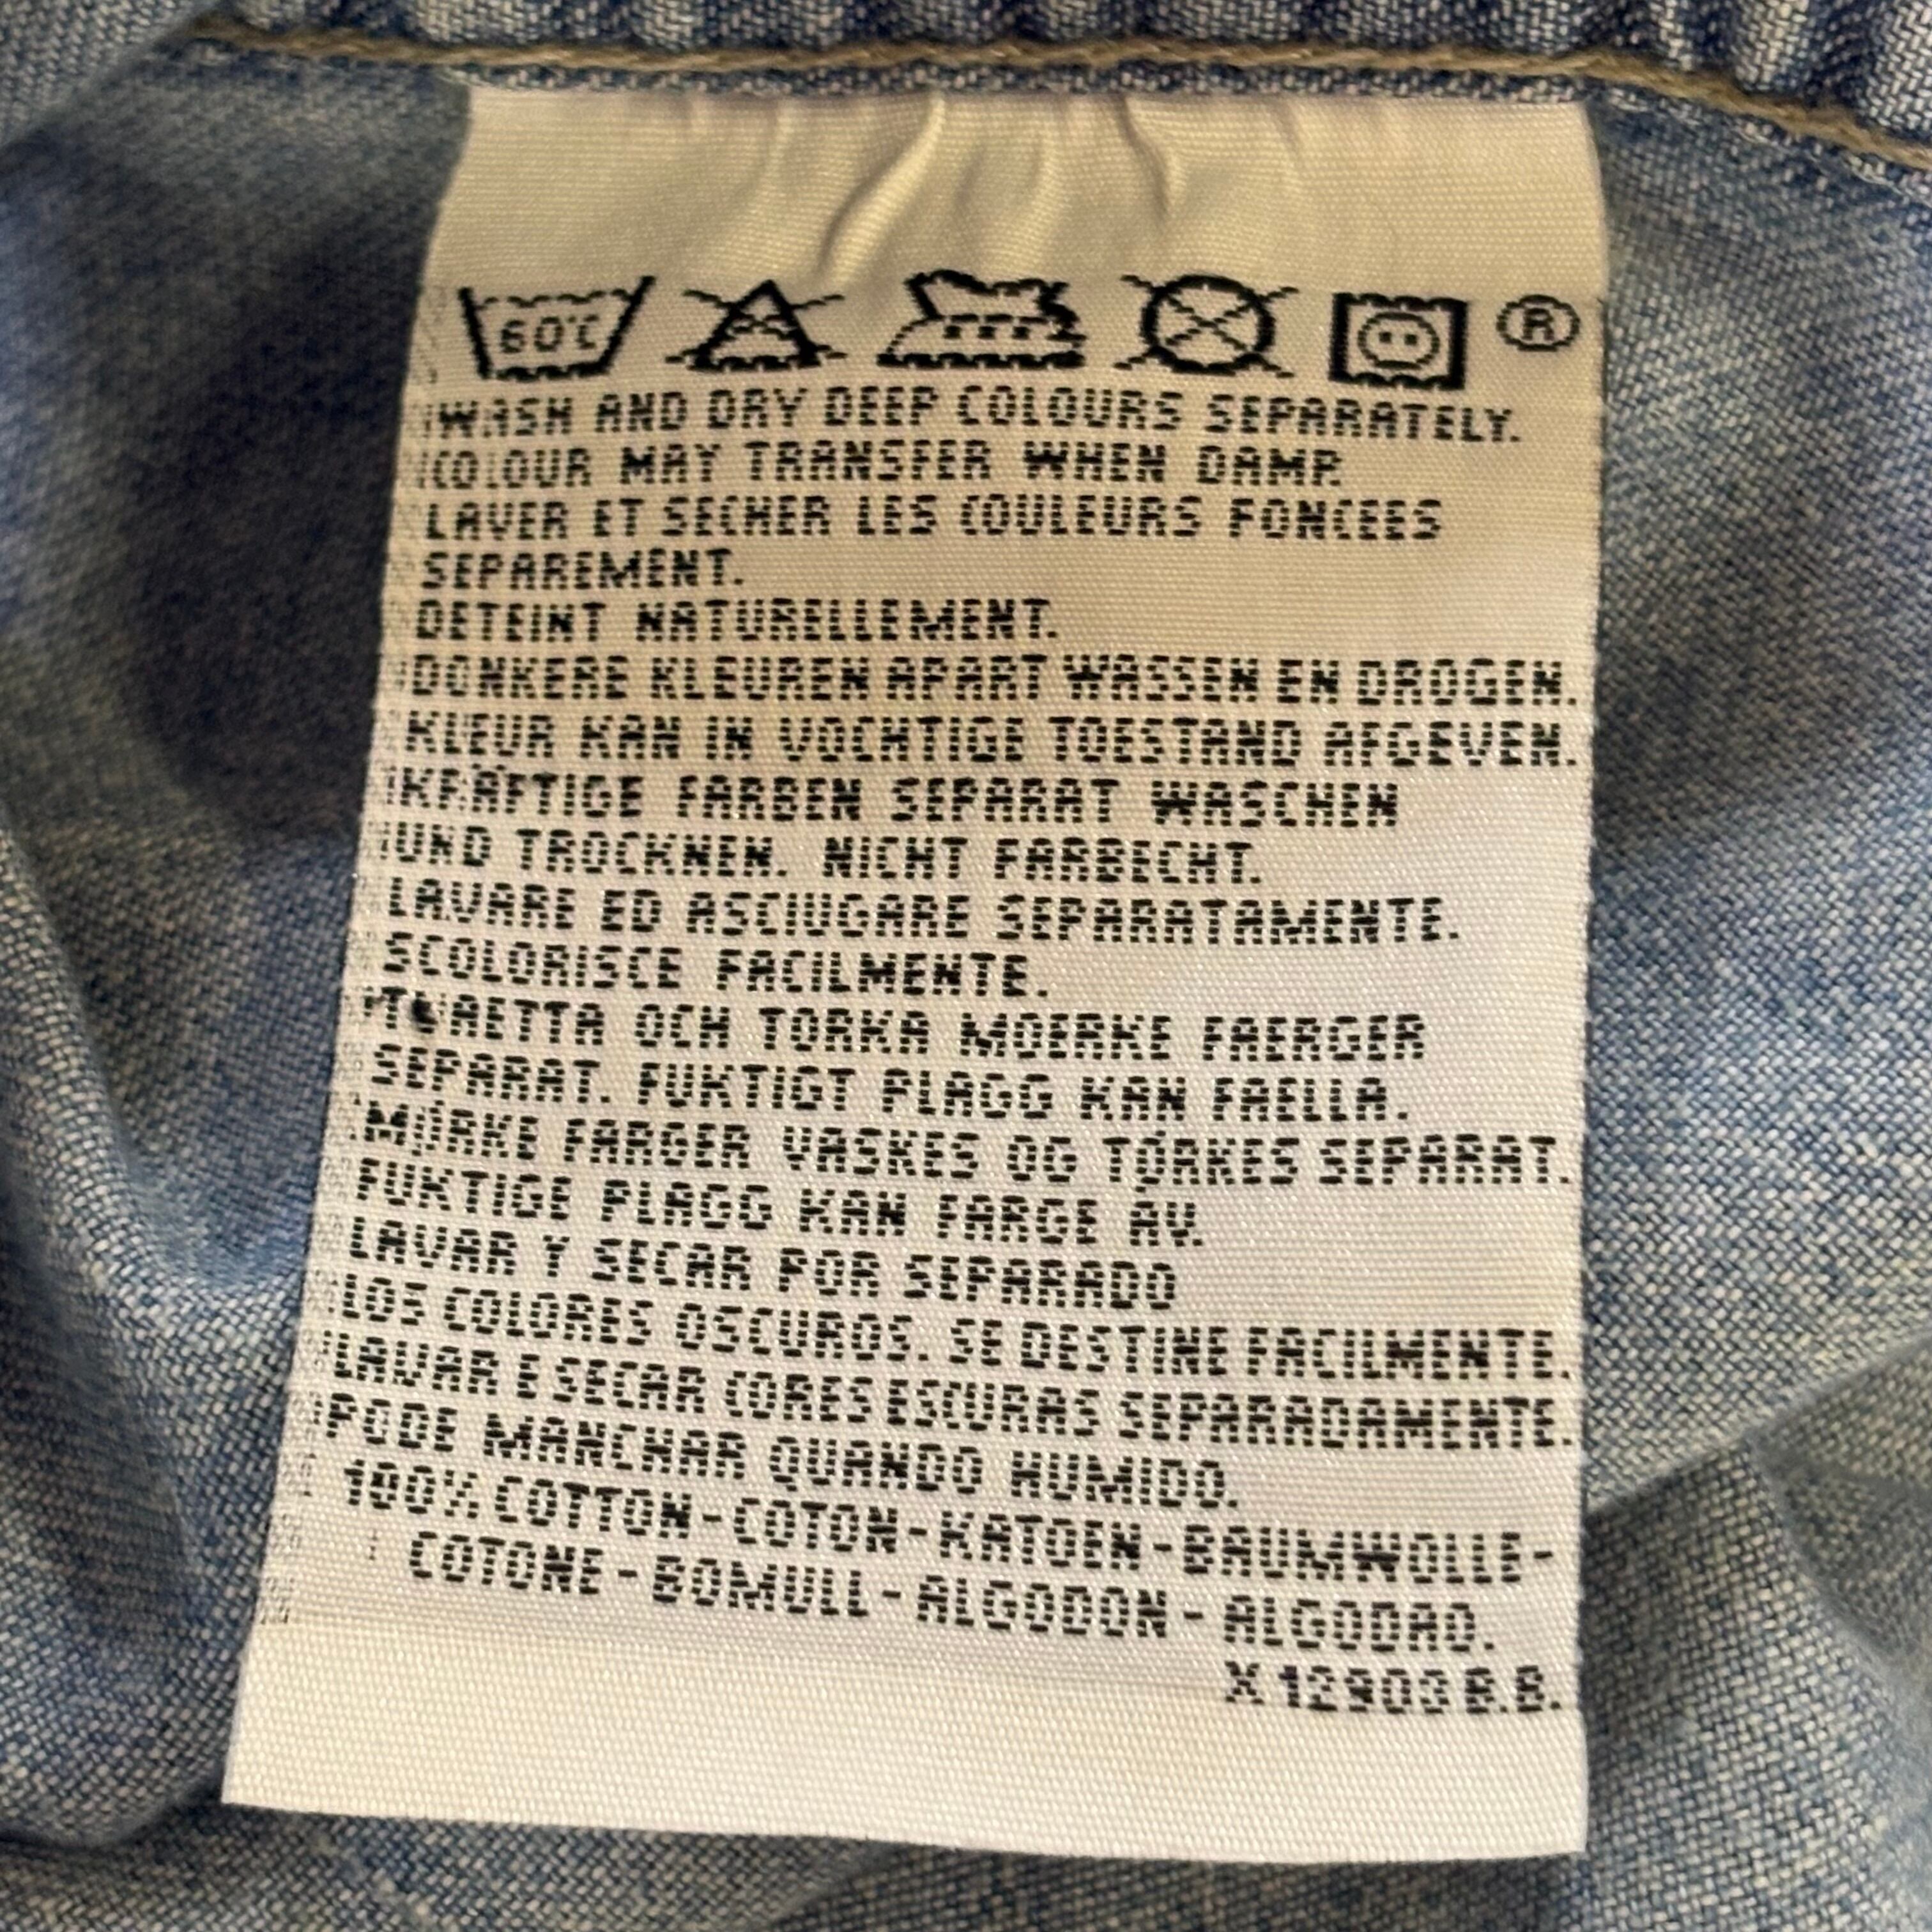 60°C ®
WASH AND DRY DEEP COLOURS SEPARATELY.
COLOUR MAY TRANSFER WHEN DAMP.
LAVER ET SECHER LES COULEURS FONCEES
SEPAREMENT.
DETEINT NATURELLEMENT.
DONKERE KLEUREN APART WASSEN EN DROGEN.
KLEUR KAN IN VOCHTIGE TOESTAND AFGEVEN.
KRÄFTIGE FARBEN SEPARAT WASCHEN
UND TROCKNEN. NICHT FARBECHT.
LAVARE ED ASCIUGARE SEPARATAMENTE.
SCOLORISCE FACILMENTE.
OCH TORKA MOERKE FAERGER
SEPARAT. FUKTIGT PLAGG KAN FAELLA.
MÓRKE FARGER VASKES OG TÓRKES SEPARAT.
FUKTIGE PLAGG KAN FARGE AV.
LAVAR Y SECAR POR SEPARADO
LOS COLORES OSCUROS. SE DESTINE FACILMENTE.
LAVAR E SECAR CORES ESCURAS SEPARADAMENTE.
PODE MANCHAR QUANDO HUMIDO.
100% COTTON-COTON-KATOEN-BAUMWOLLE-
COTONE-BOMULL-ALGODON-ALGODAO.
X12903 B.B.